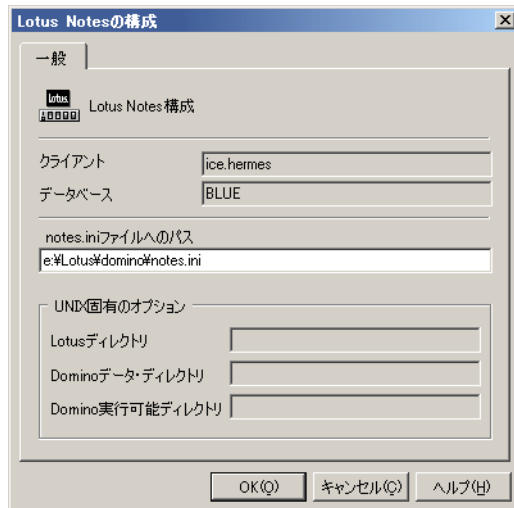 Lotus Notesの構成
一般
Lotus.
Lotus Notes 構成
クライアント ice.hermes
データベース BLUE
notes.iniファイルへのパス
e:¥Lotus¥domino¥notes.ini
UNIX固有のオプション
Lotusディレクトリ
Dominoデータ・ディレクトリ
Domino実行可能ディレクトリ
OK(O) キャンセル(C) ヘルプ(H)